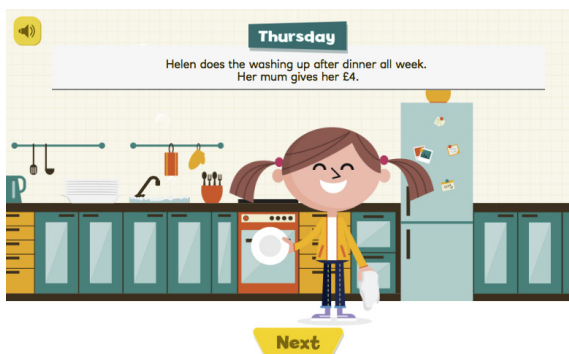 Thursday
Helen does the washing up after dinner all week.
Her mum gives her £4.
Next